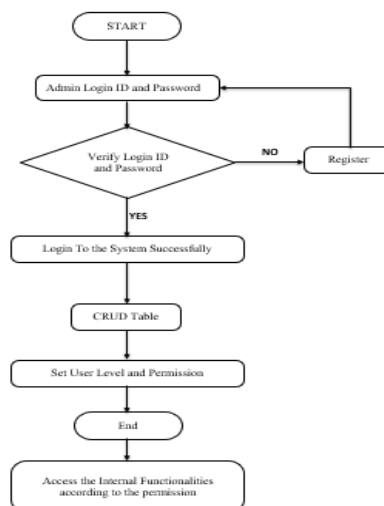 START
Admin Login ID and Password
Verify Login ID
and Password
NO
Register
YES
Login To the System Successfully
CRUD Table
Set User Level and Permission
End
Access the Internal Functionalities
according to the permission